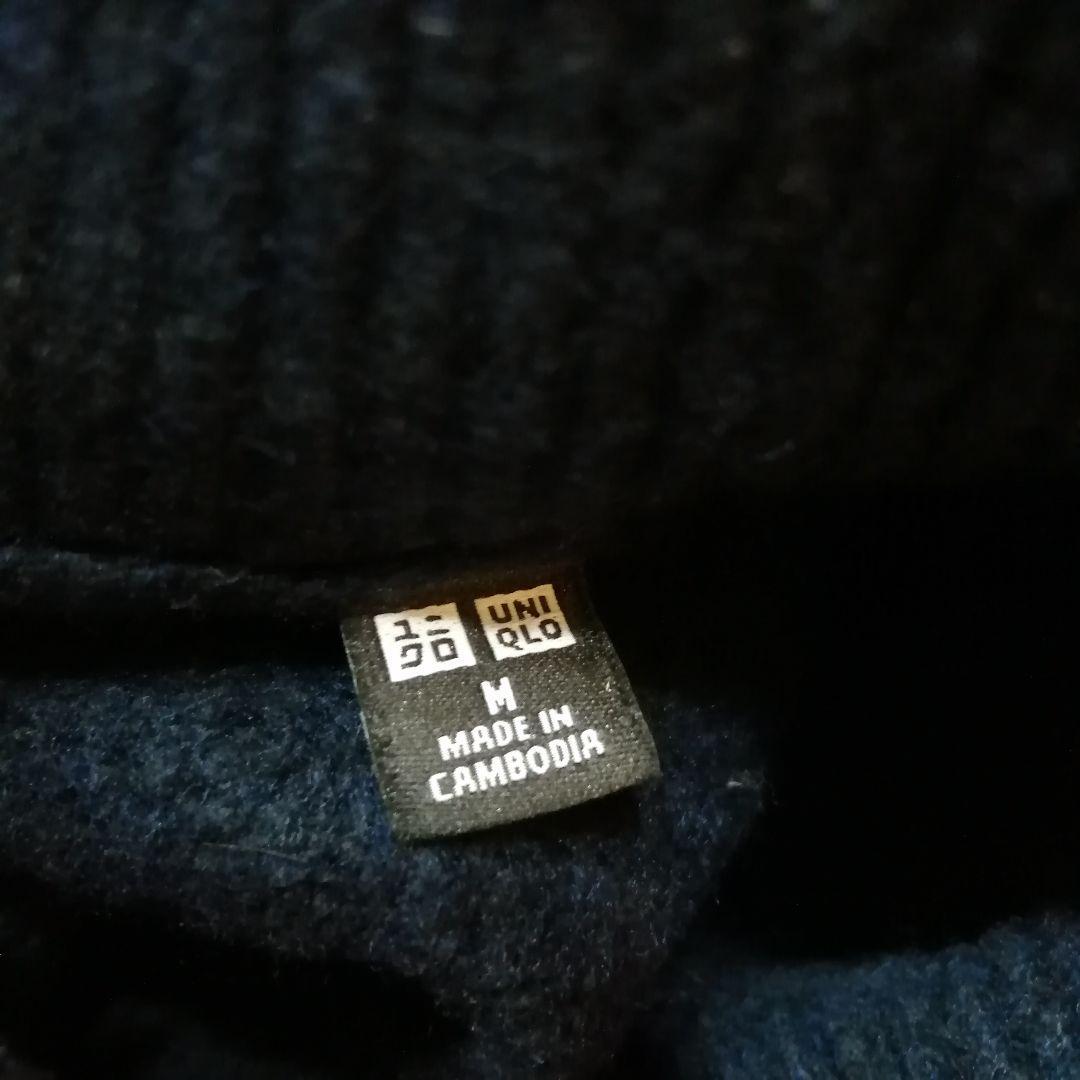 ユニ クロ
UNI QLO
M
MADE IN
CAMBODIA